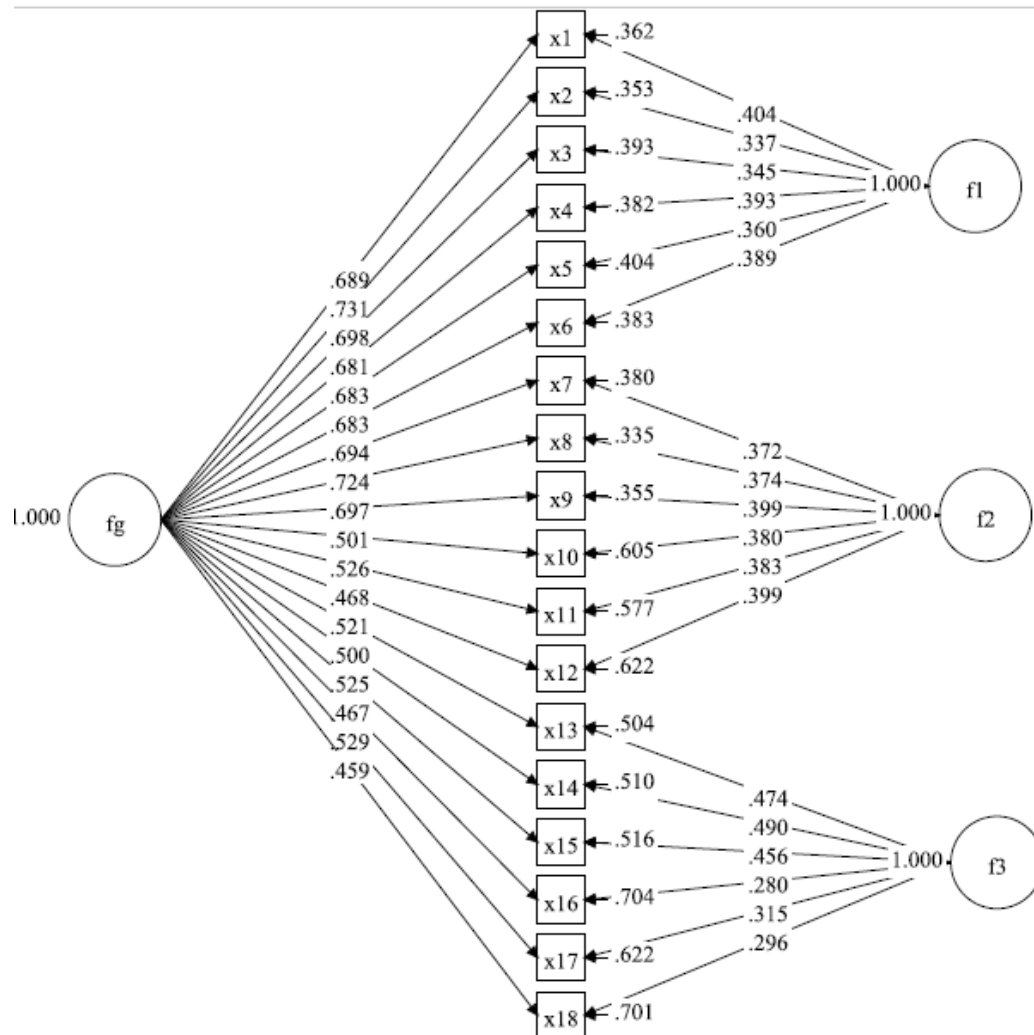 x1 .362
x2 .353
.404
x3 .393
.337
.345
1.000 f1
x4 .382
.393
.360
x5 .404
.389
.689
.731
x6 .383
.698
.681
x7 .380
.683
.683
x8 .335
.372
.694
.724
.374
x9 .355
.399
1.000 fg
.697
1.000 f2
.501
.380
x10 .605
.383
.526
.468
.399
x11 .577
.521
.500
x12 .622
.525
.467
x13 .504
.529
.459
x14 .510
.474
.490
x15 .516
.456
1.000 f3
.280
x16 .704
.315
.296
x17 .622
x18 .701